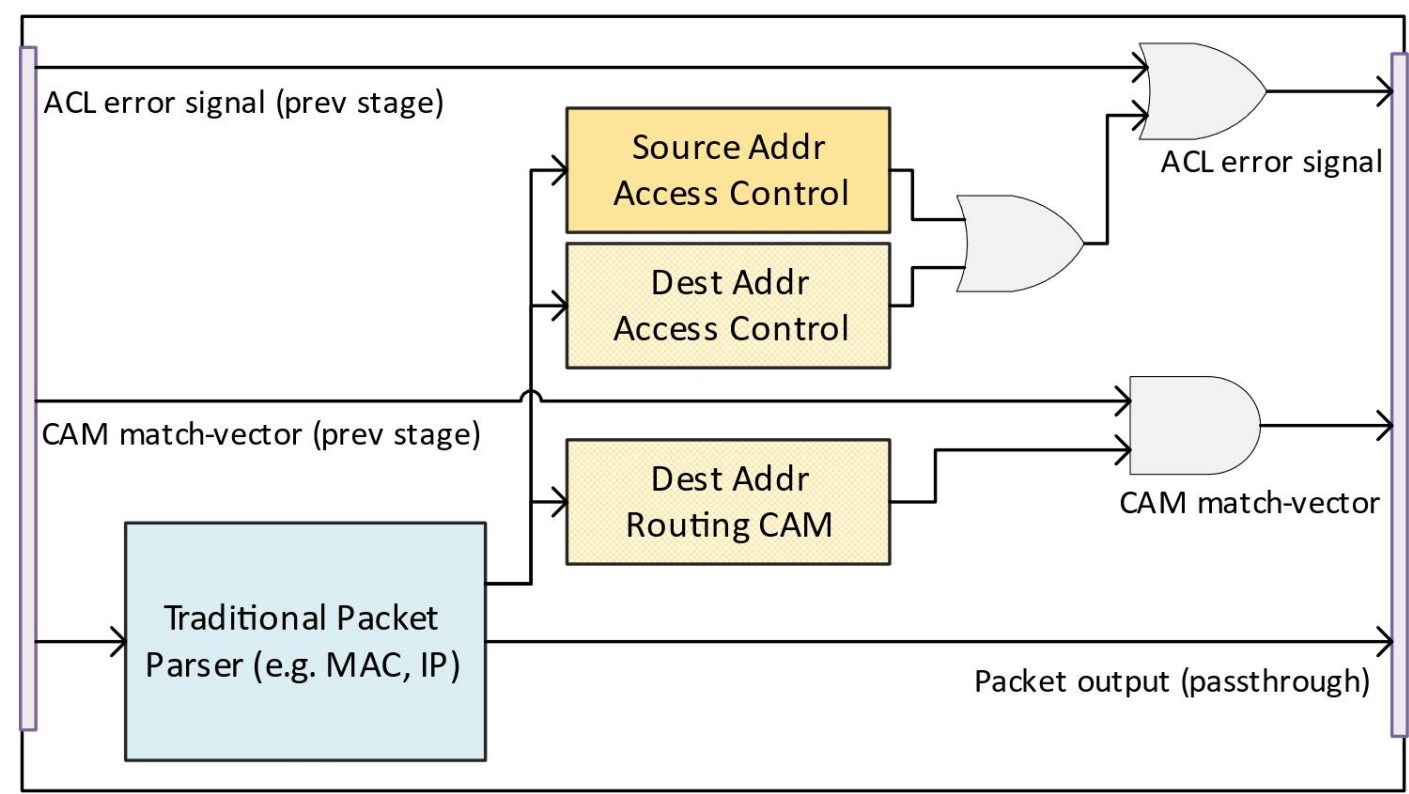 ACL error signal (prev stage)
Source Addr
Access Control
ACL error signal
Dest Addr
Access Control
CAM match-vector (prev stage)
Dest Addr
Routing CAM
CAM match-vector
Traditional Packet
Parser (e.g. MAC, IP)
Packet output (passthrough)